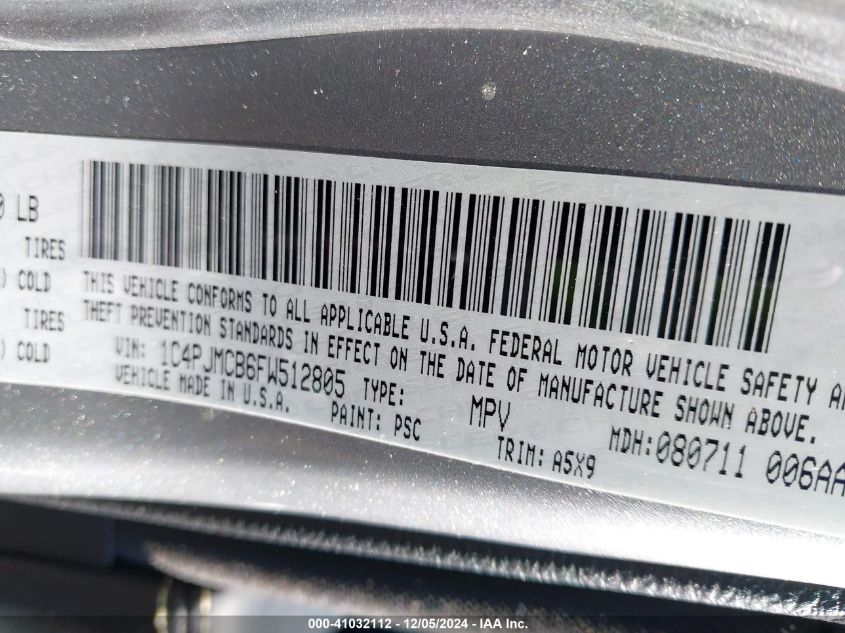 0 LB
TIRES
) COLD
TIRES
) COLD
THIS VEHICLE CONFORMS TO ALL APPLICABLE U.S.A. FEDERAL MOTOR VEHICLE SAFETY A
THEFT PREVENTION STANDARDS IN EFFECT ON THE DATE OF MANUFACTURE SHOWN ABOVE.
VIN: 1C4PJMCB6FW512805 TYPE: MPV MDH:080711 006AA
VEHICLE MADE IN U.S.A. PAINT: PSC TRIM: A5X9
000-41032112 - 12/05/2024 - IAA Inc.